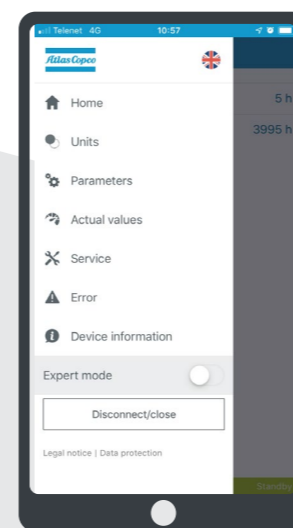 Telenet 4G 10:57
Atlas Copco
Home
Units
Parameters
Actual values
Service
Error
Device information
Expert mode
Disconnect/close
Legal notice | Data protection
5 h
3995 h
Standby